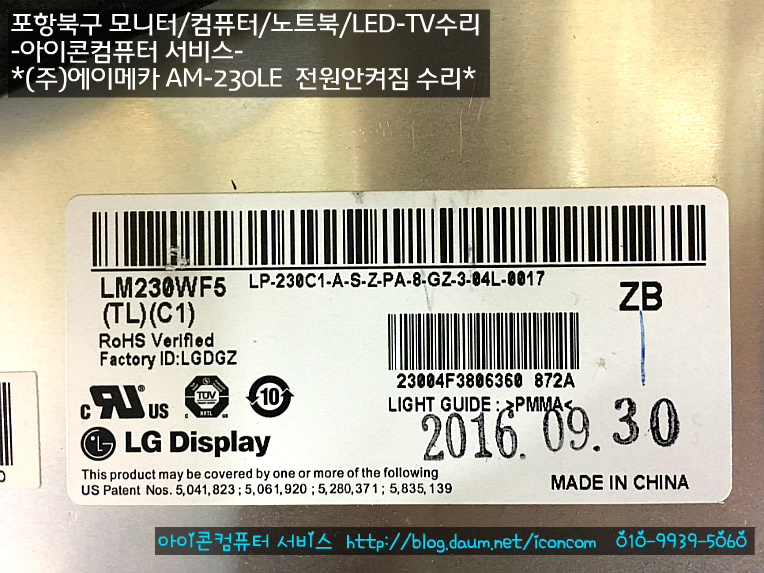 포항북구 모니터/컴퓨터/노트북/LED-TV수리
-아이콘컴퓨터 서비스-
*(주)에이메카 AM-230LE 전원안켜짐 수리*
LM230WF5
LP-230C1-A-S-Z-PA-8-GZ-3-04L-0017
(TL)(C1)
ZB
RoHS Verified
Factory ID:LGDGZ
23004F3806360 872A
LIGHT GUIDE : >PMMA<
c RU US
TÜV
10
2016.09.30
LG Display
This product may be covered by one or more of the following
US Patent Nos. 5,041,823 ; 5,061,920 ; 5,280,371 ; 5,835,139
MADE IN CHINA
아이콘컴퓨터 서비스 http://blog.daum.net/iconcom 010-9939-5060